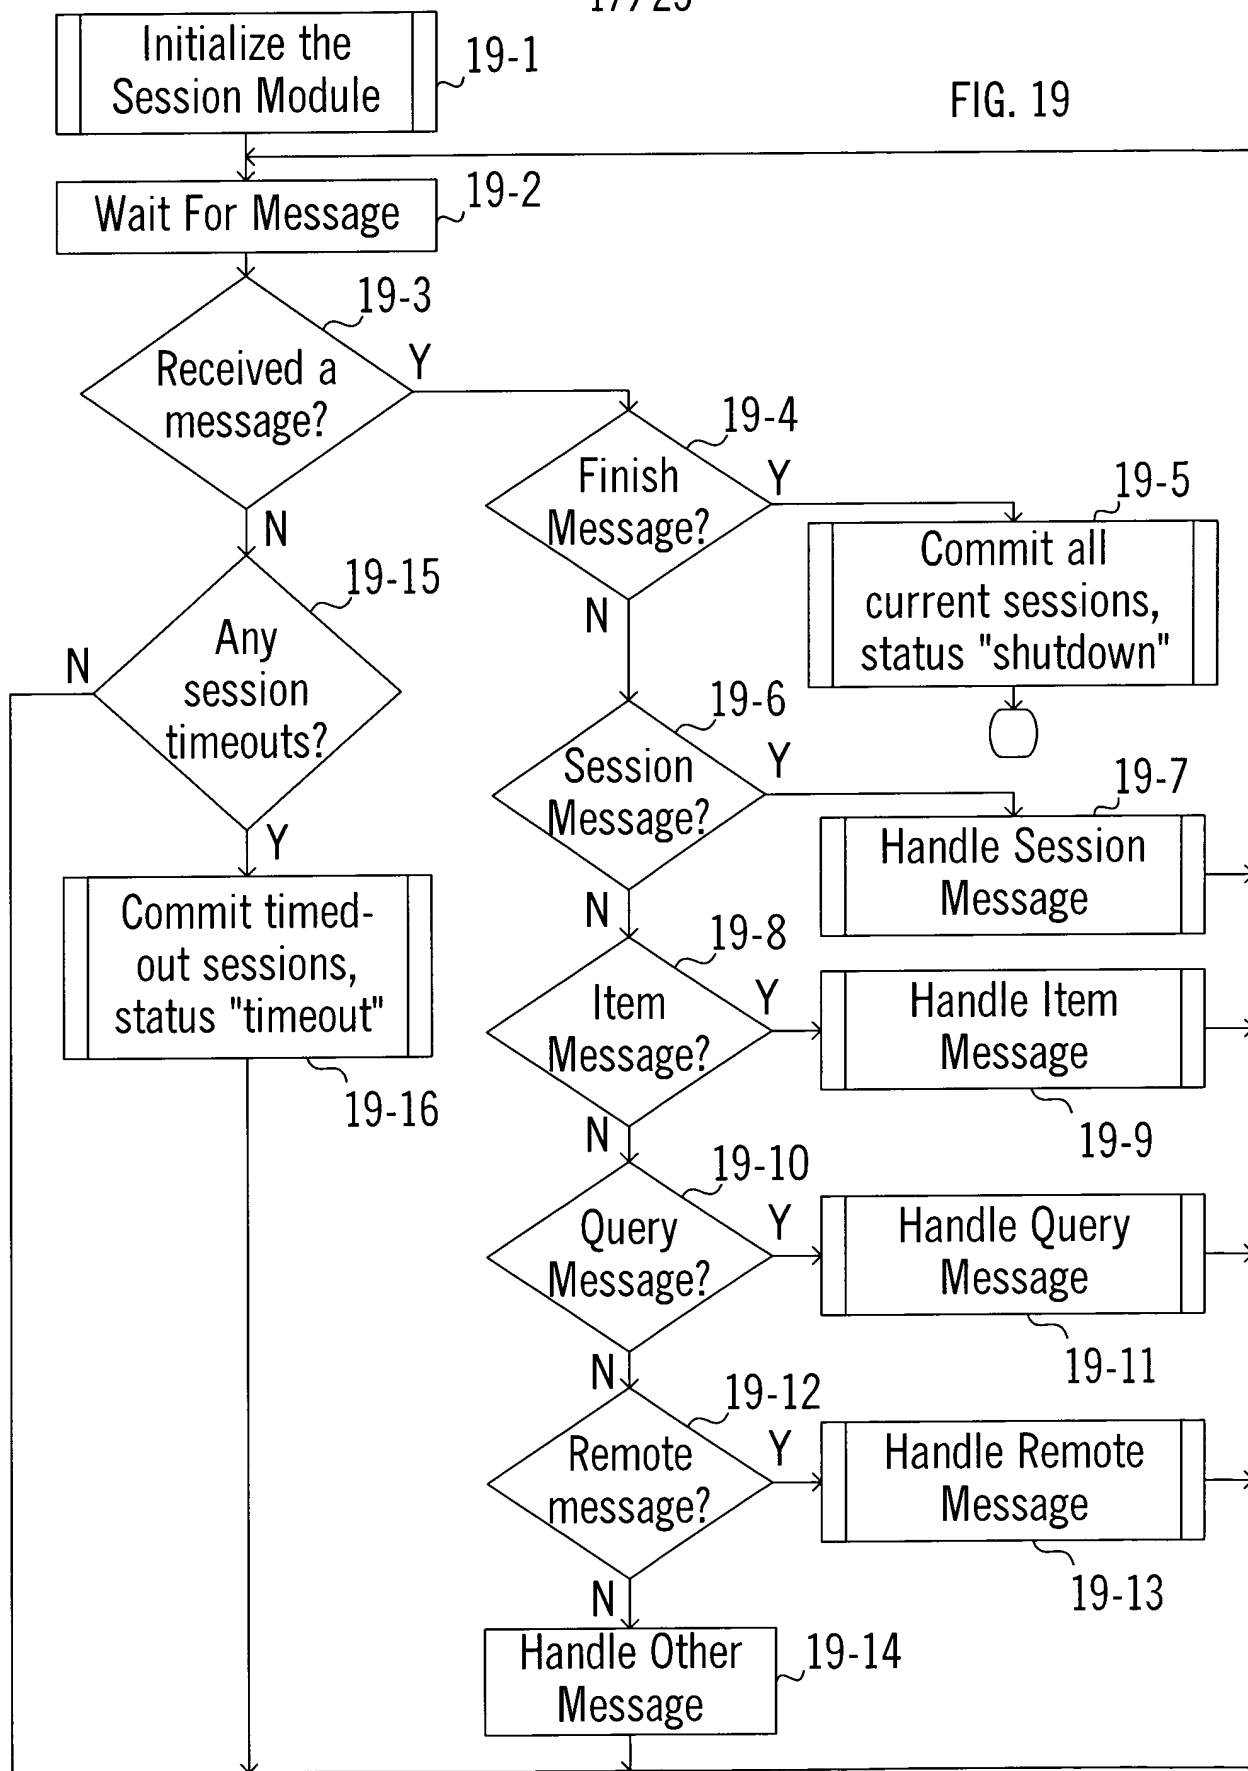 17/25
Initialize the
Session Module
19-1
FIG. 19
Wait For Message
19-2
19-3
Received a
message?
Y
N
19-4
Finish
Message?
Y
N
19-5
Commit all
current sessions,
status "shutdown"
19-15
Any
session
timeouts?
N
Y
19-6
Session
Message?
Y
N
19-7
Handle Session
Message
Commit timed-
out sessions,
status "timeout"
19-16
19-8
Item
Message?
Y
N
Handle Item
Message
19-9
19-10
Query
Message?
Y
N
Handle Query
Message
19-11
19-12
Remote
message?
Y
N
Handle Remote
Message
19-13
Handle Other
Message
19-14